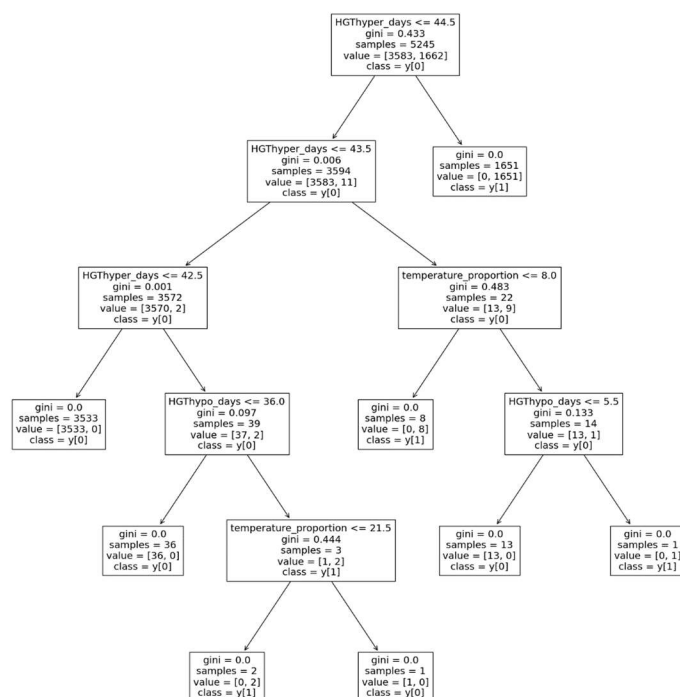 HGThyper_days <= 44.5
gini = 0.433
samples = 5245
value = [3583, 1662]
class = y[0]
HGThyper_days <= 43.5
gini = 0.006
samples = 3594
value = [3583, 11]
class = y[0]
gini = 0.0
samples = 1651
value = [0, 1651]
class = y[1]
HGThyper_days <= 42.5
gini = 0.001
samples = 3572
value = [3570, 2]
class = y[0]
temperature_proportion <= 8.0
gini = 0.483
samples = 22
value = [13, 9]
class = y[0]
gini = 0.0
samples = 3533
value = [3533, 0]
class = y[0]
HGThypo_days <= 36.0
gini = 0.097
samples = 39
value = [37, 2]
class = y[0]
gini = 0.0
samples = 8
value = [0, 8]
class = y[1]
HGThypo_days <= 5.5
gini = 0.133
samples = 14
value = [13, 1]
class = y[0]
gini = 0.0
samples = 36
value = [36, 0]
class = y[0]
temperature_proportion <= 21.5
gini = 0.444
samples = 3
value = [1, 2]
class = y[1]
gini = 0.0
samples = 13
value = [13, 0]
class = y[0]
gini = 0.0
samples = 1
value = [0, 1]
class = y[1]
gini = 0.0
samples = 2
value = [0, 2]
class = y[1]
gini = 0.0
samples = 1
value = [1, 0]
class = y[0]